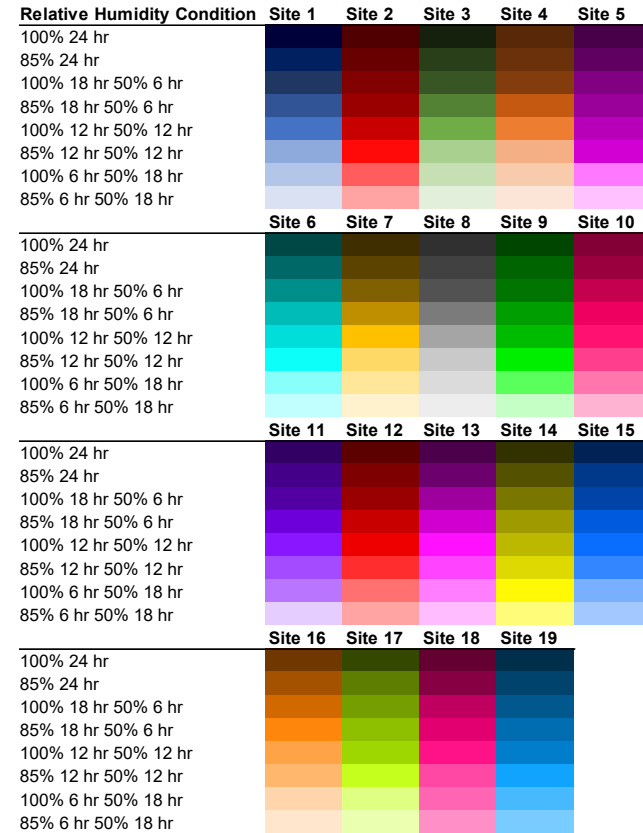 Relative Humidity Condition Site 1 Site 2 Site 3 Site 4 Site 5
100% 24 hr
85% 24 hr
100% 18 hr 50% 6 hr
85% 18 hr 50% 6 hr
100% 12 hr 50% 12 hr
85% 12 hr 50% 12 hr
100% 6 hr 50% 18 hr
85% 6 hr 50% 18 hr
Site 6 Site 7 Site 8 Site 9 Site 10
100% 24 hr
85% 24 hr
100% 18 hr 50% 6 hr
85% 18 hr 50% 6 hr
100% 12 hr 50% 12 hr
85% 12 hr 50% 12 hr
100% 6 hr 50% 18 hr
85% 6 hr 50% 18 hr
Site 11 Site 12 Site 13 Site 14 Site 15
100% 24 hr
85% 24 hr
100% 18 hr 50% 6 hr
85% 18 hr 50% 6 hr
100% 12 hr 50% 12 hr
85% 12 hr 50% 12 hr
100% 6 hr 50% 18 hr
85% 6 hr 50% 18 hr
Site 16 Site 17 Site 18 Site 19
100% 24 hr
85% 24 hr
100% 18 hr 50% 6 hr
85% 18 hr 50% 6 hr
100% 12 hr 50% 12 hr
85% 12 hr 50% 12 hr
100% 6 hr 50% 18 hr
85% 6 hr 50% 18 hr